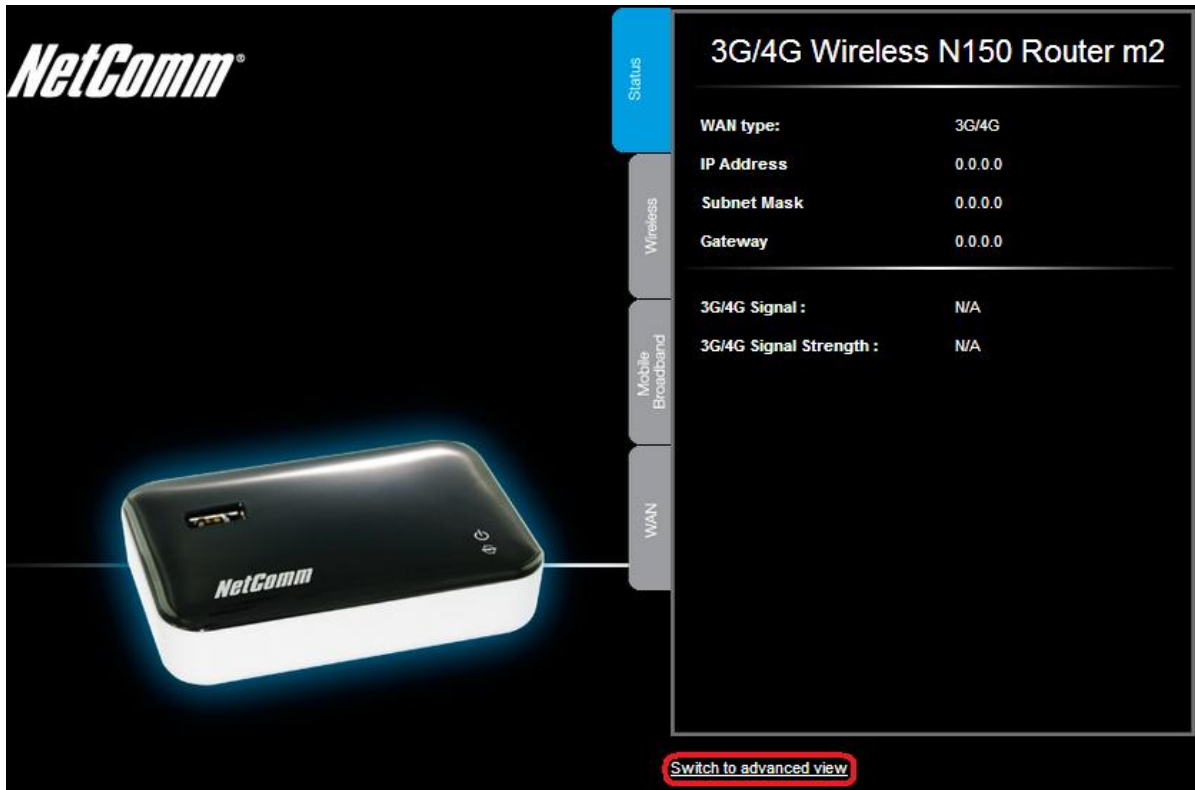 NetComm®
Status
Wireless
Mobile
Broadband
WAN
3G/4G Wireless N150 Router m2
WAN type: 3G/4G
IP Address 0.0.0.0
Subnet Mask 0.0.0.0
Gateway 0.0.0.0
3G/4G Signal : N/A
3G/4G Signal Strength : N/A
NetComm
Switch to advanced view